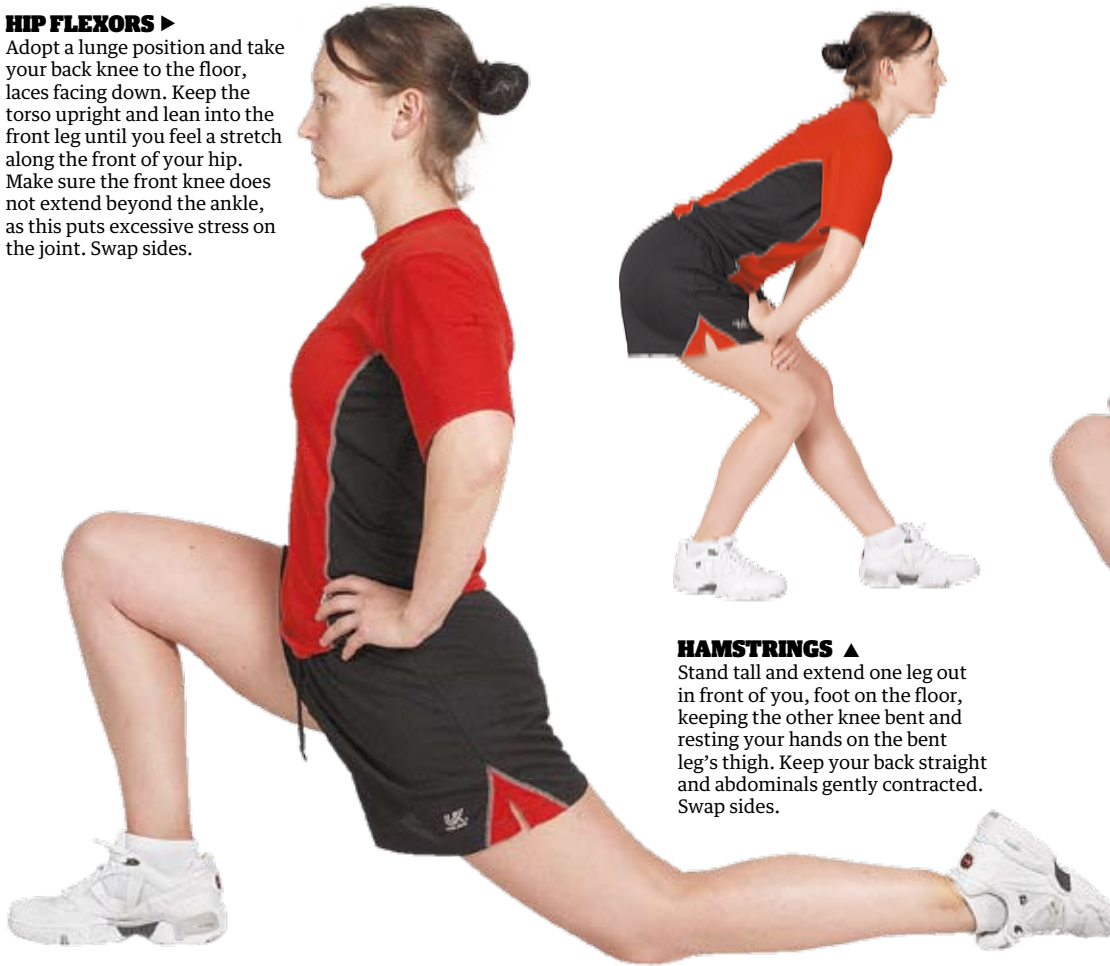 HIP FLEXORS ▶
Adopt a lunge position and take
your back knee to the floor,
laces facing down. Keep the
torso upright and lean into the
front leg until you feel a stretch
along the front of your hip.
Make sure the front knee does
not extend beyond the ankle,
as this puts excessive stress on
the joint. Swap sides.
HAMSTRINGS ▲
Stand tall and extend one leg out
in front of you, foot on the floor,
keeping the other knee bent and
resting your hands on the bent
leg's thigh. Keep your back straight
and abdominals gently contracted.
Swap sides.